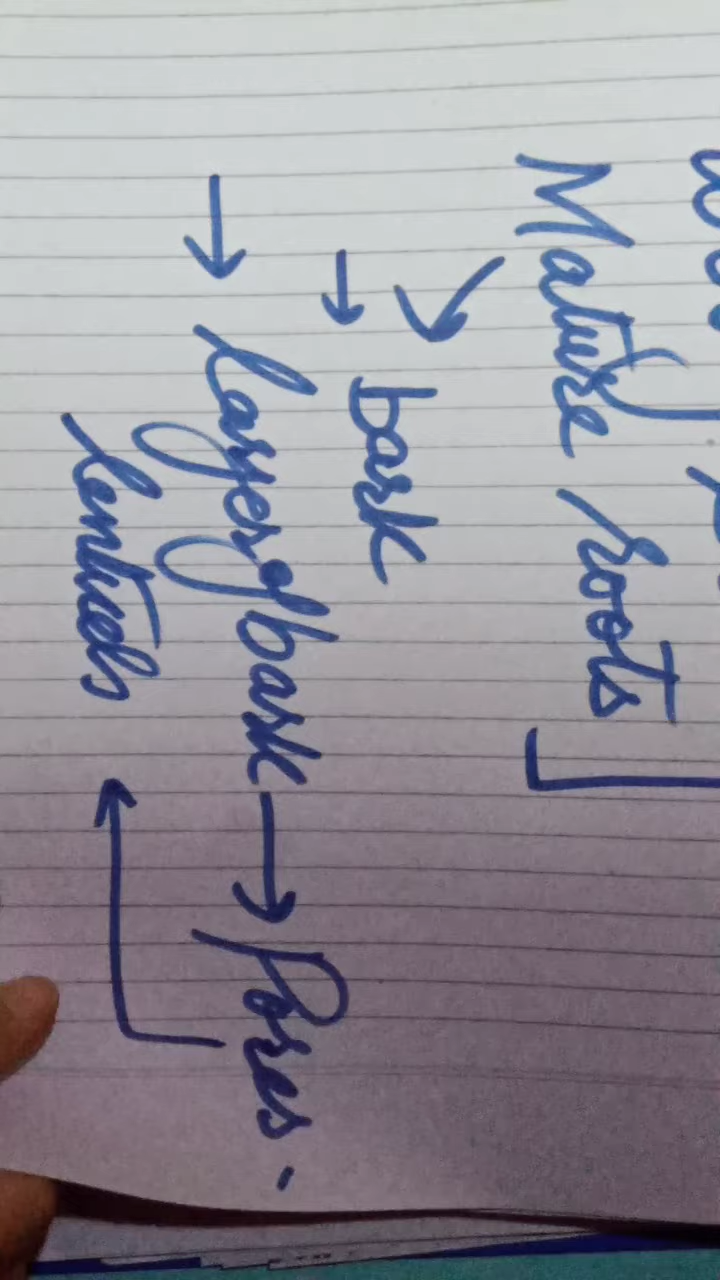 Mature roots
→ bark
→ layer of bark → Pores.
lenticels